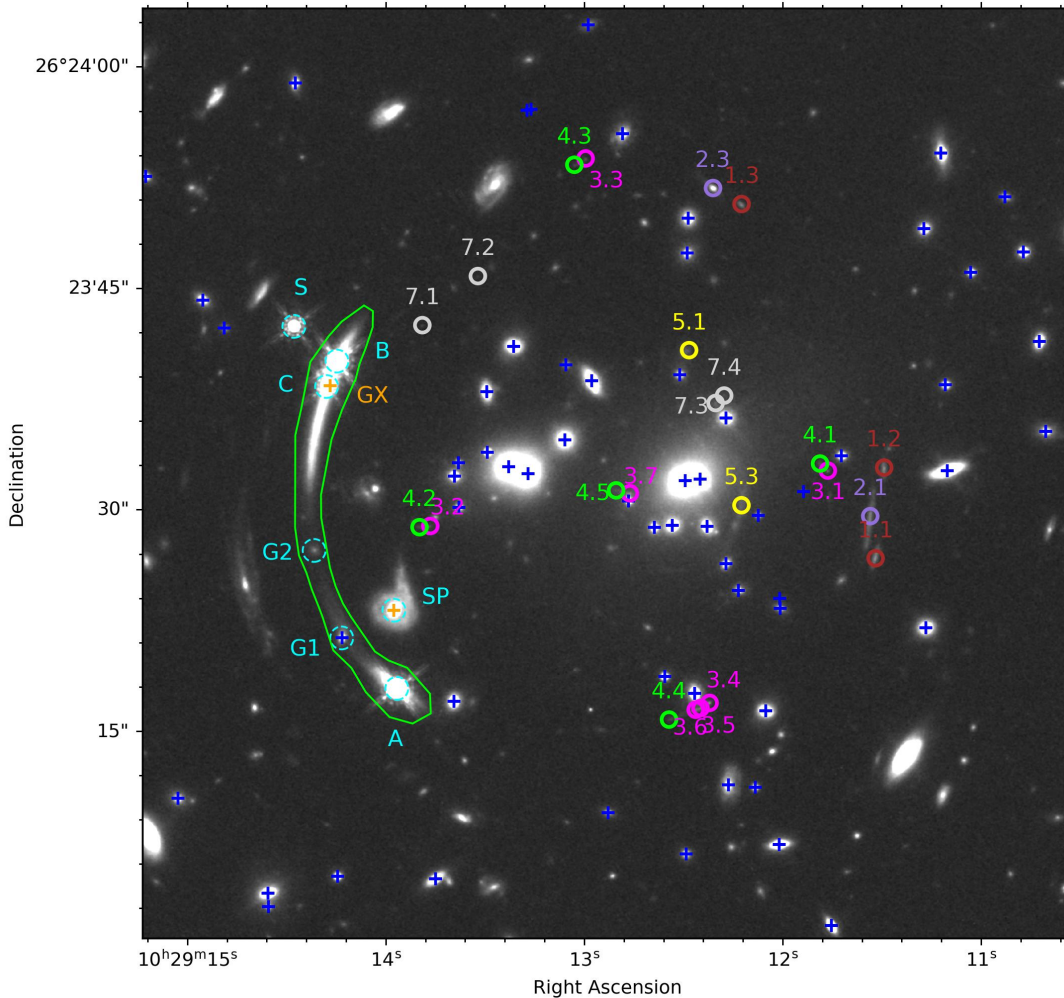 26°24'00"
4.3
3.3
2.3
1.3
7.2
23'45"
S
7.1
5.1
B
7.4
C
GX
7.3
4.1
1.2
Declination
3.7
5.3
4.5
3.1
2.1
4.2
3.2
30"
1.1
G2
SP
G1
4.4
3.4
3.6
3.5
15"
A
10ʰ29ᵐ15ˢ
14ˢ
13ˢ
12ˢ
11ˢ
Right Ascension